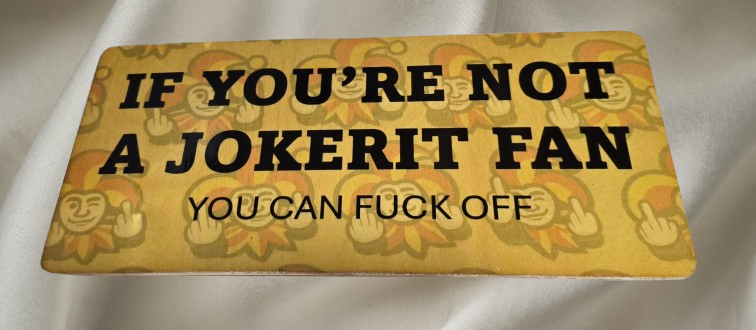 IF YOU'RE NOT
A JOKERIT FAN
YOU CAN FUCK OFF